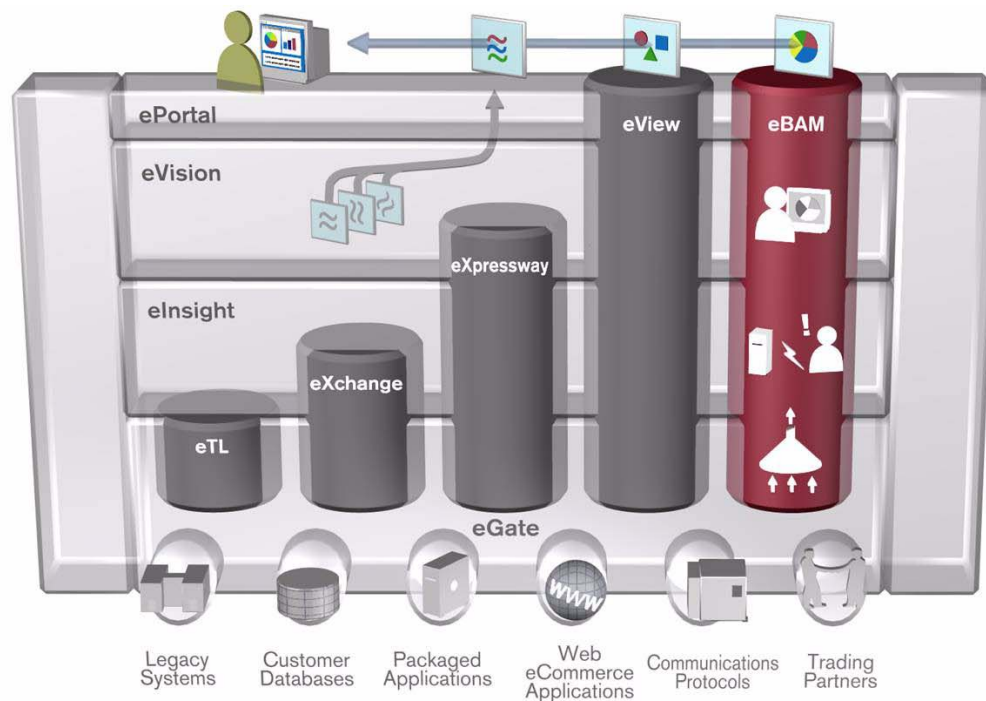 ePortal
eView
eBAM
eVision
eXpressway
eInsight
eXchange
eTL
eGate
www
Legacy
Systems
Customer
Databases
Packaged
Applications
Web
eCommerce
Applications
Communications
Protocols
Trading
Partners